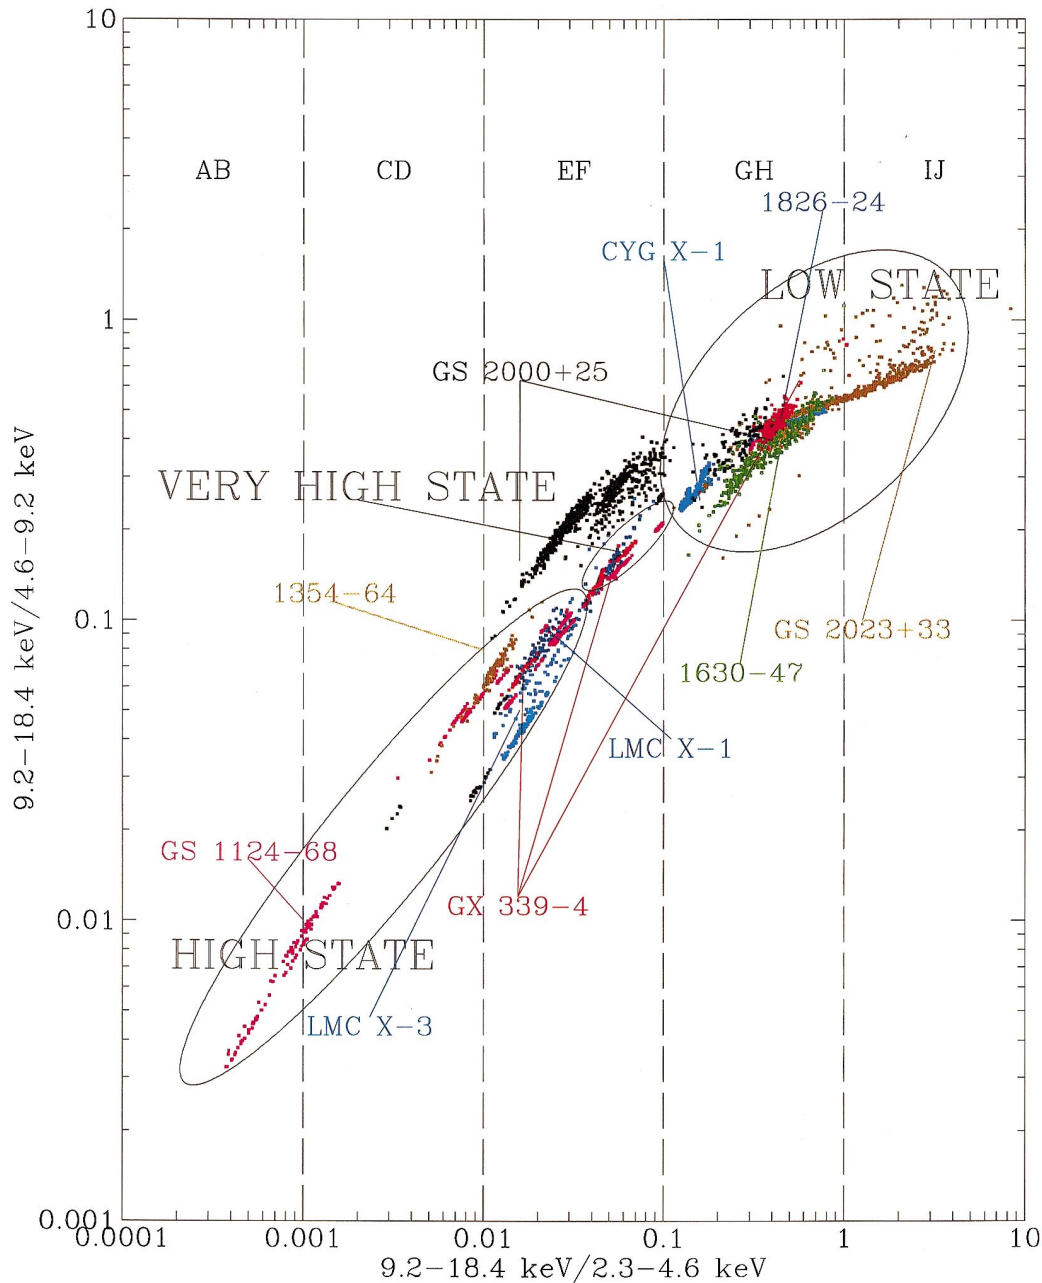 10
AB CD EF GH IJ
1826-24
CYG X-1
LOW STATE
1
GS 2000+25
VERY HIGH STATE
1354-64
0.1
GS 2023+33
1630-47
LMC X-1
GS 1124-68
GX 339-4
0.01
HIGH STATE
LMC X-3
0.001
0.0001 0.001 0.01 0.1 1 10
9.2-18.4 keV/2.3-4.6 keV
9.2-18.4 keV/4.6-9.2 keV